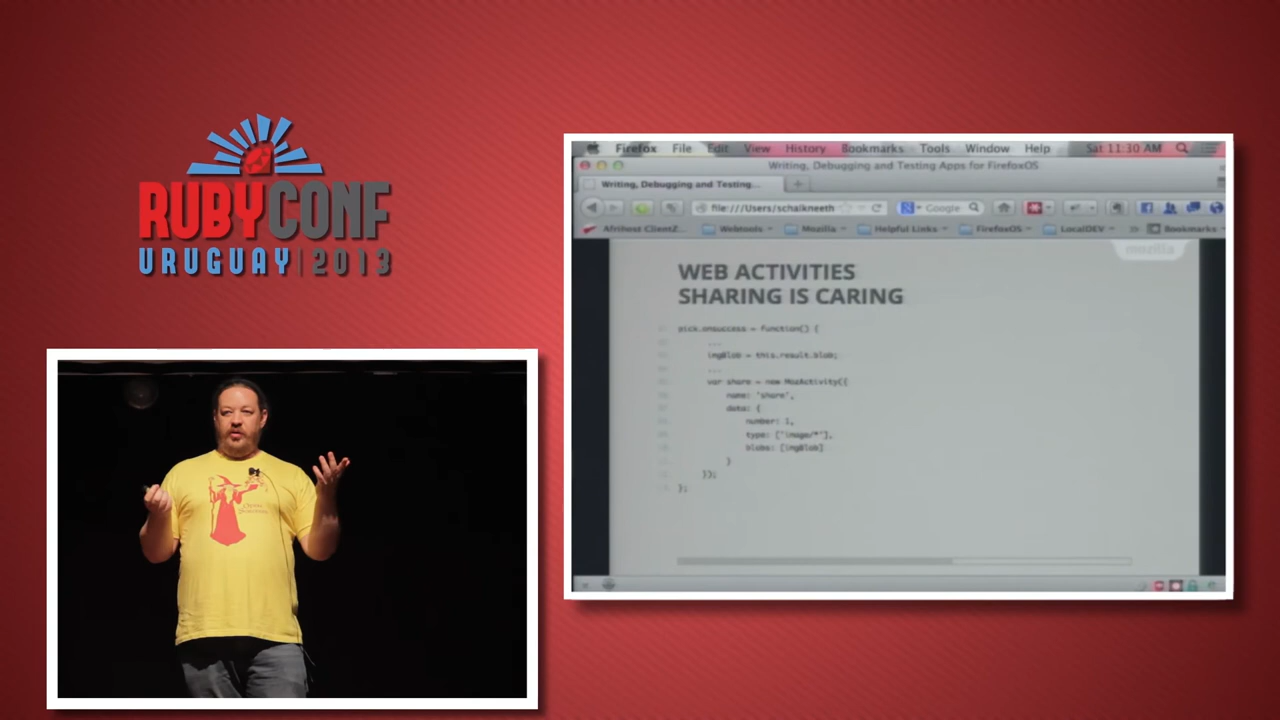 RUBYCONF
URUGUAY|2013
Firefox File Edit View History Bookmarks Tools Window Help Sat 11:30 AM
Writing, Debugging and Testing Apps for FirefoxOS
Writing, Debugging and Testing...
file:///Users/schalkneeth
Google
Afrihost ClientZ... Webtools Mozilla Helpful Links FirefoxOS LocalDEV Bookmarks
mozilla
WEB ACTIVITIES
SHARING IS CARING
pick.onsuccess = function() {
...
imgBlob = this.result.blob;
...
var share = new MozActivity({
name: "share",
data: {
number: 1,
type: ["image/*"],
blobs: [imgBlob]
}
});
};